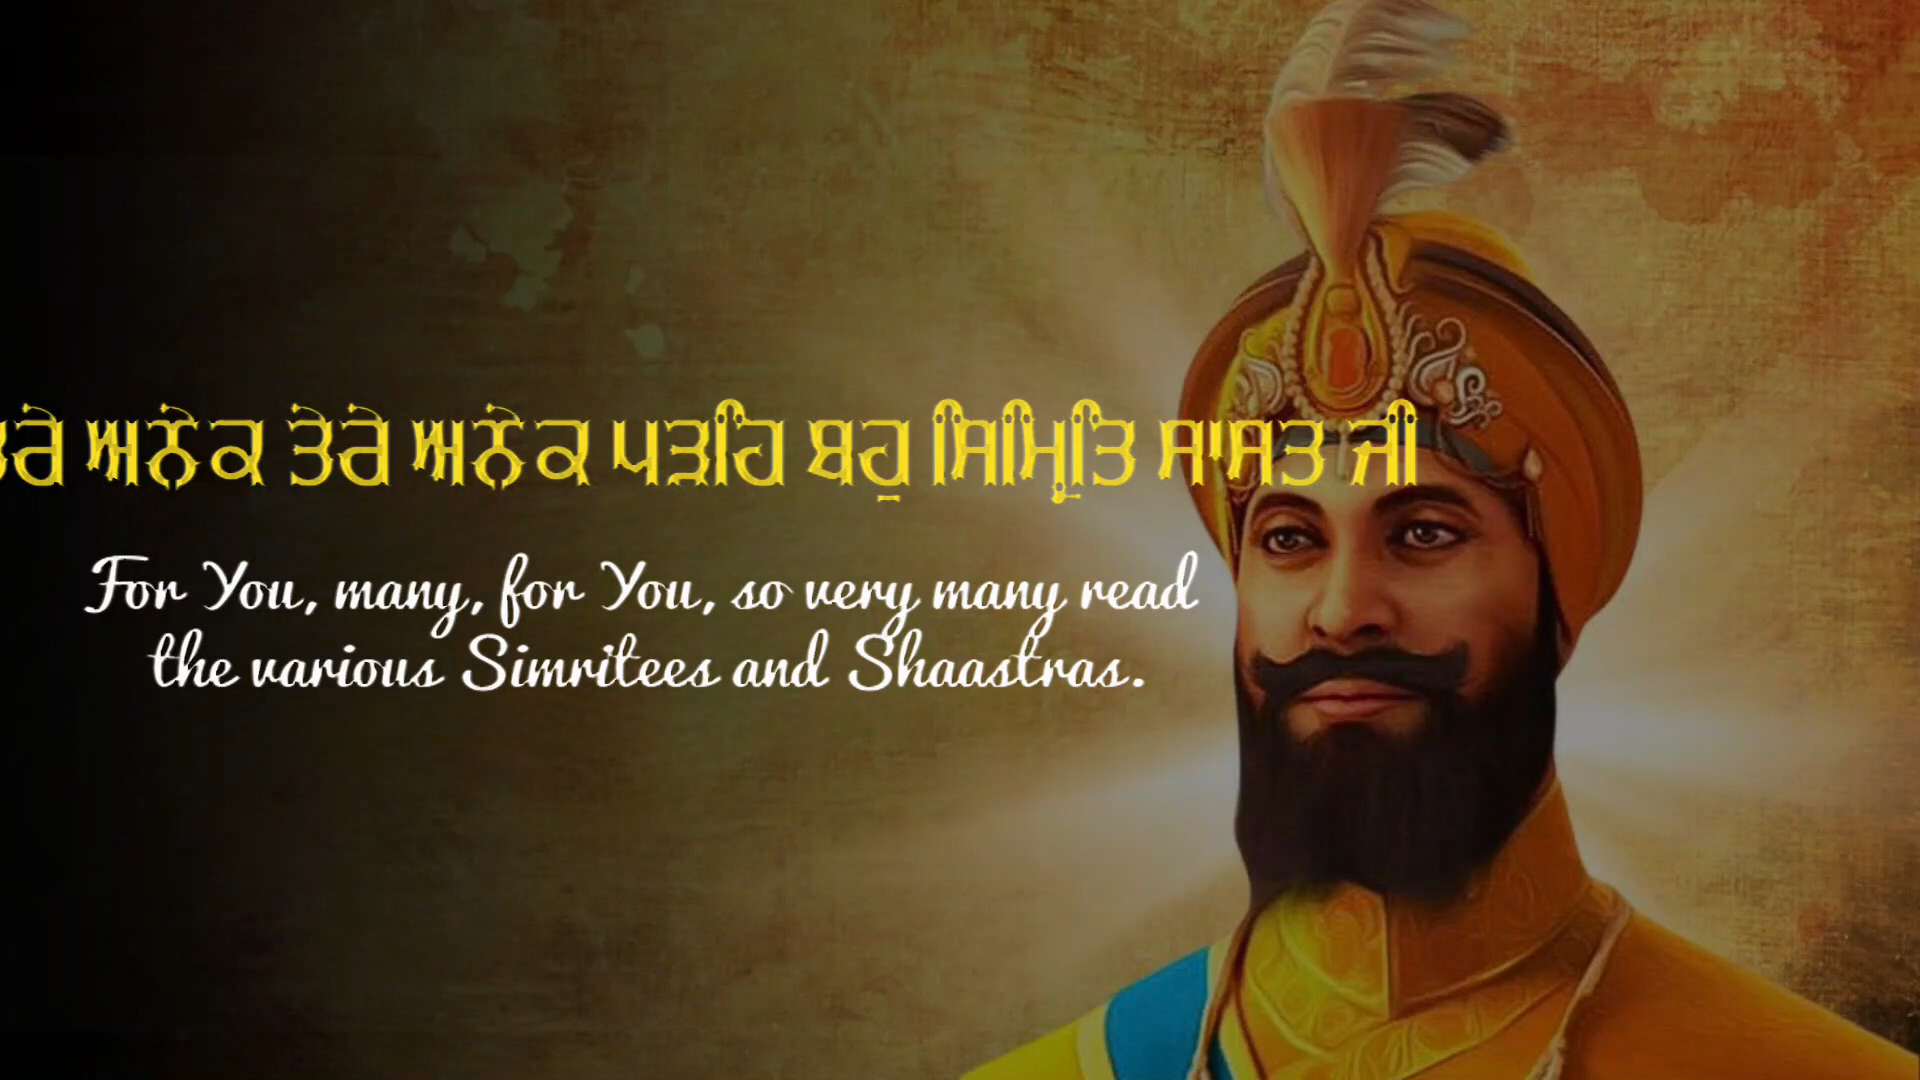 ਅਨੇਕ ਤੇਰੇ ਅਨੇਕ ਪੜਹਿ ਬਹੁ ਸਿਮ੍ਰਿਤਿ ਸਾਸਤ ਜੀ
For You, many, for You, so very many read
the various Simritees and Shaastras.